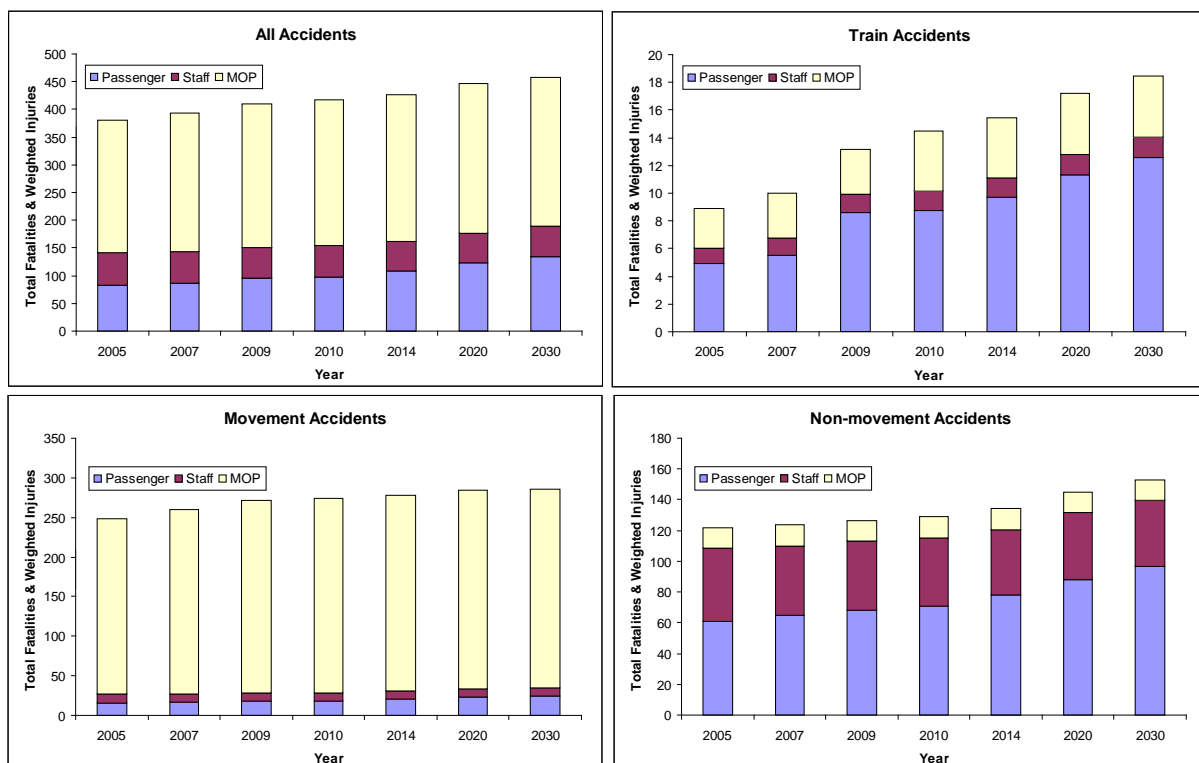 All Accidents
Total Fatalities & Weighted Injuries
500
450
400
350
300
250
200
150
100
50
0
Passenger Staff MOP
2005 2007 2009 2010 2014 2020 2030
Year
Train Accidents
Total Fatalities & Weighted Injuries
20
18
16
14
12
10
8
6
4
2
0
Passenger Staff MOP
2005 2007 2009 2010 2014 2020 2030
Year
Movement Accidents
Total Fatalities & Weighted Injuries
350
300
250
200
150
100
50
0
Passenger Staff MOP
2005 2007 2009 2010 2014 2020 2030
Year
Non-movement Accidents
Total Fatalities & Weighted Injuries
180
160
140
120
100
80
60
40
20
0
Passenger Staff MOP
2005 2007 2009 2010 2014 2020 2030
Year